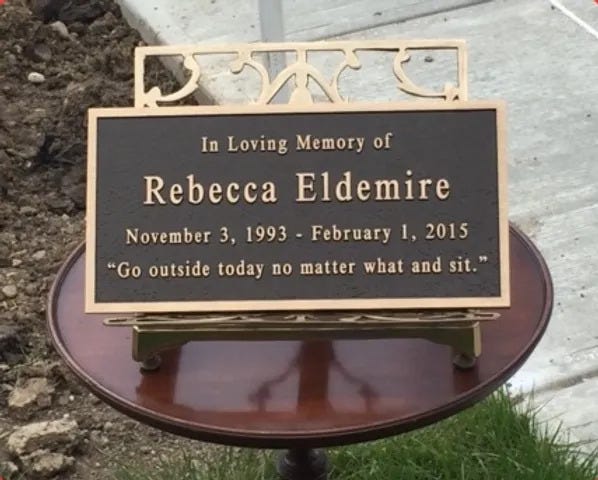 In Loving Memory of
Rebecca Eldemire
November 3, 1993 - February 1, 2015
“Go outside today no matter what and sit.”